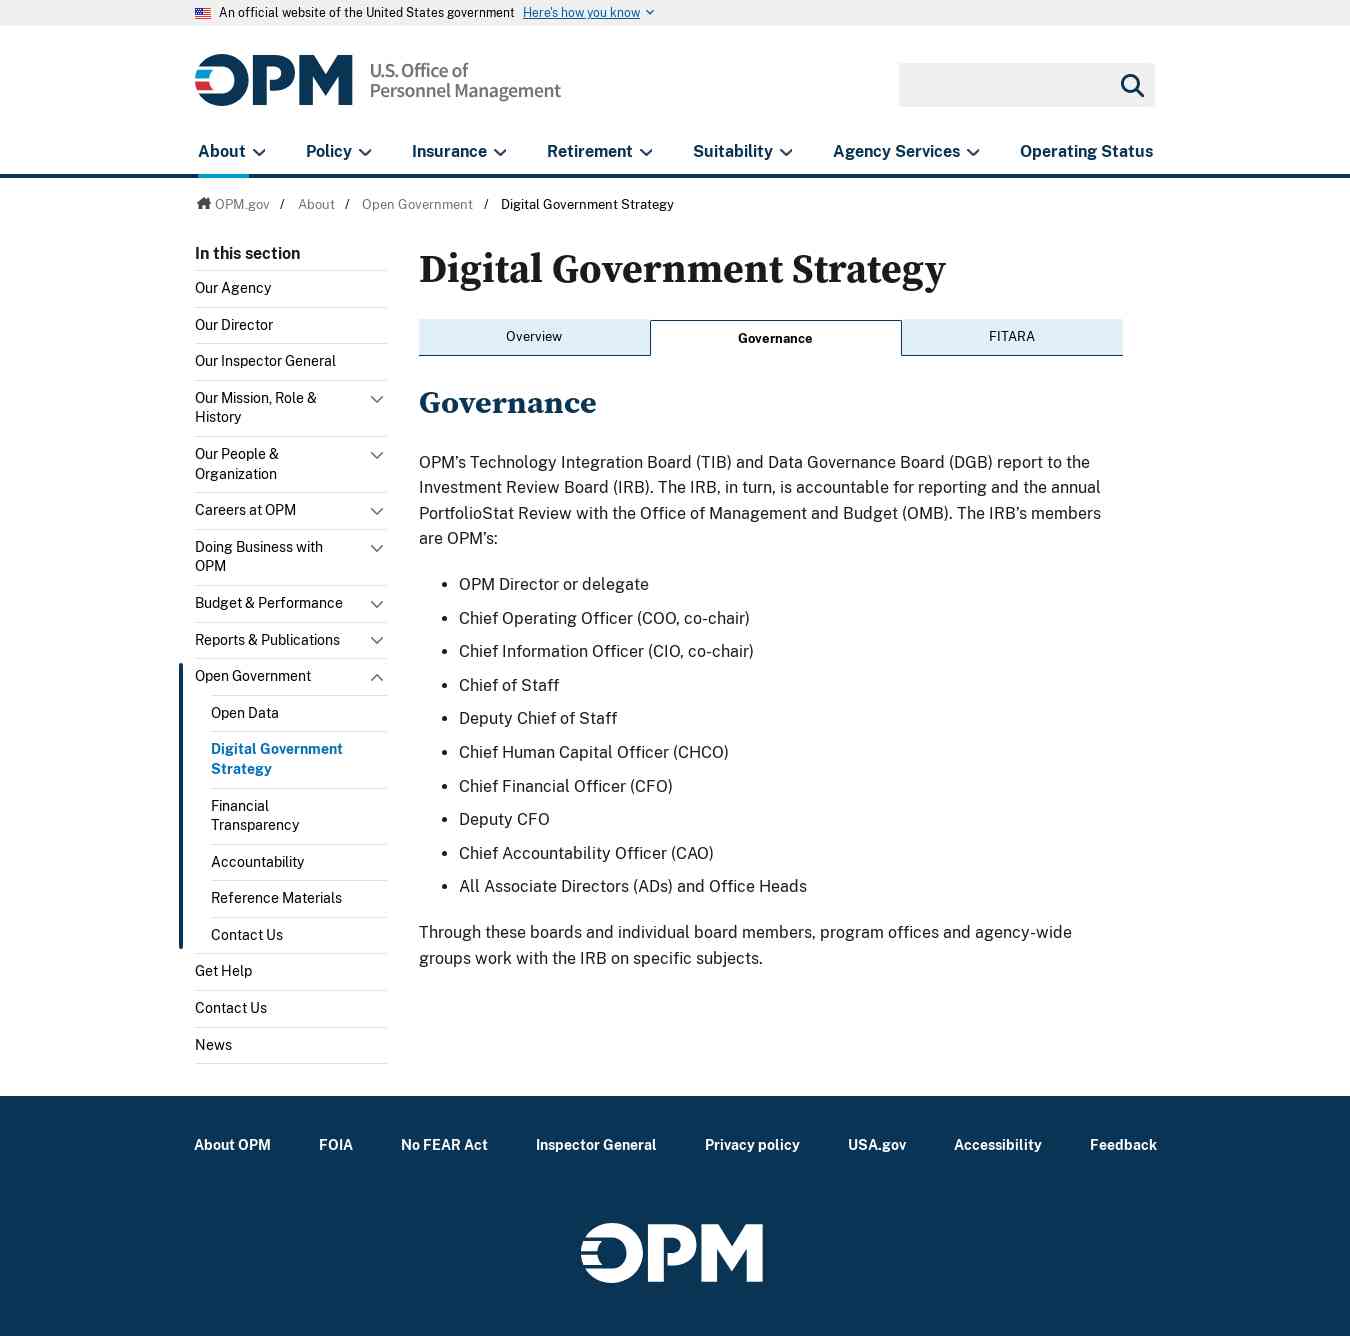 An official website of the United States government Here's how you know
OPM
U.S. Office of
Personnel Management
About Policy Insurance Retirement Suitability Agency Services Operating Status
OPM.gov / About / Open Government / Digital Government Strategy
In this section
Our Agency
Our Director
Our Inspector General
Our Mission, Role &
History
Our People &
Organization
Careers at OPM
Doing Business with
OPM
Budget & Performance
Reports & Publications
Open Government
Open Data
Digital Government
Strategy
Financial
Transparency
Accountability
Reference Materials
Contact Us
Get Help
Contact Us
News
Digital Government Strategy
Overview Governance FITARA
Governance
OPM’s Technology Integration Board (TIB) and Data Governance Board (DGB) report to the
Investment Review Board (IRB). The IRB, in turn, is accountable for reporting and the annual
PortfolioStat Review with the Office of Management and Budget (OMB). The IRB’s members
are OPM’s:
• OPM Director or delegate
• Chief Operating Officer (COO, co-chair)
• Chief Information Officer (CIO, co-chair)
• Chief of Staff
• Deputy Chief of Staff
• Chief Human Capital Officer (CHCO)
• Chief Financial Officer (CFO)
• Deputy CFO
• Chief Accountability Officer (CAO)
• All Associate Directors (ADs) and Office Heads
Through these boards and individual board members, program offices and agency-wide
groups work with the IRB on specific subjects.
About OPM FOIA No FEAR Act Inspector General Privacy policy USA.gov Accessibility Feedback
OPM